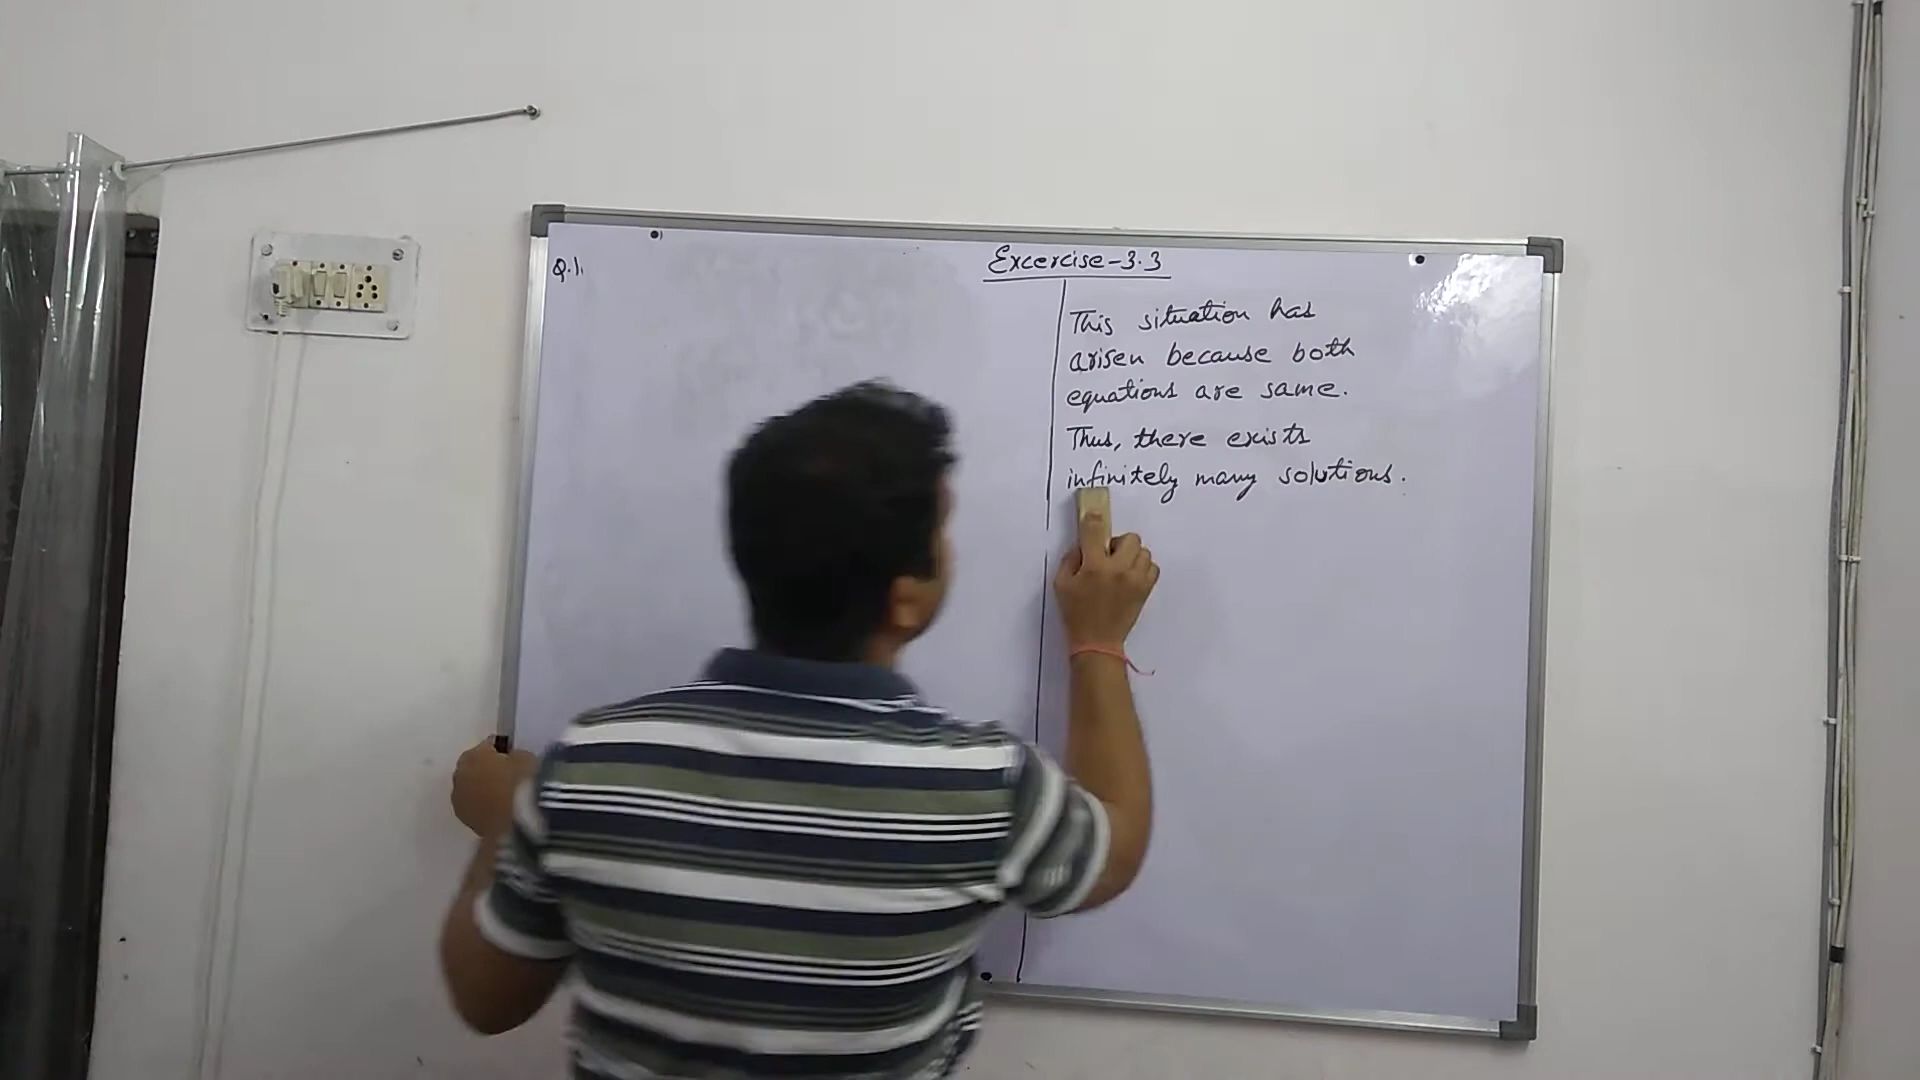 Excercise-3.3
Q.1.
This situation has
arisen because both
equations are same.
Thus, there exists
infinitely many solutions.